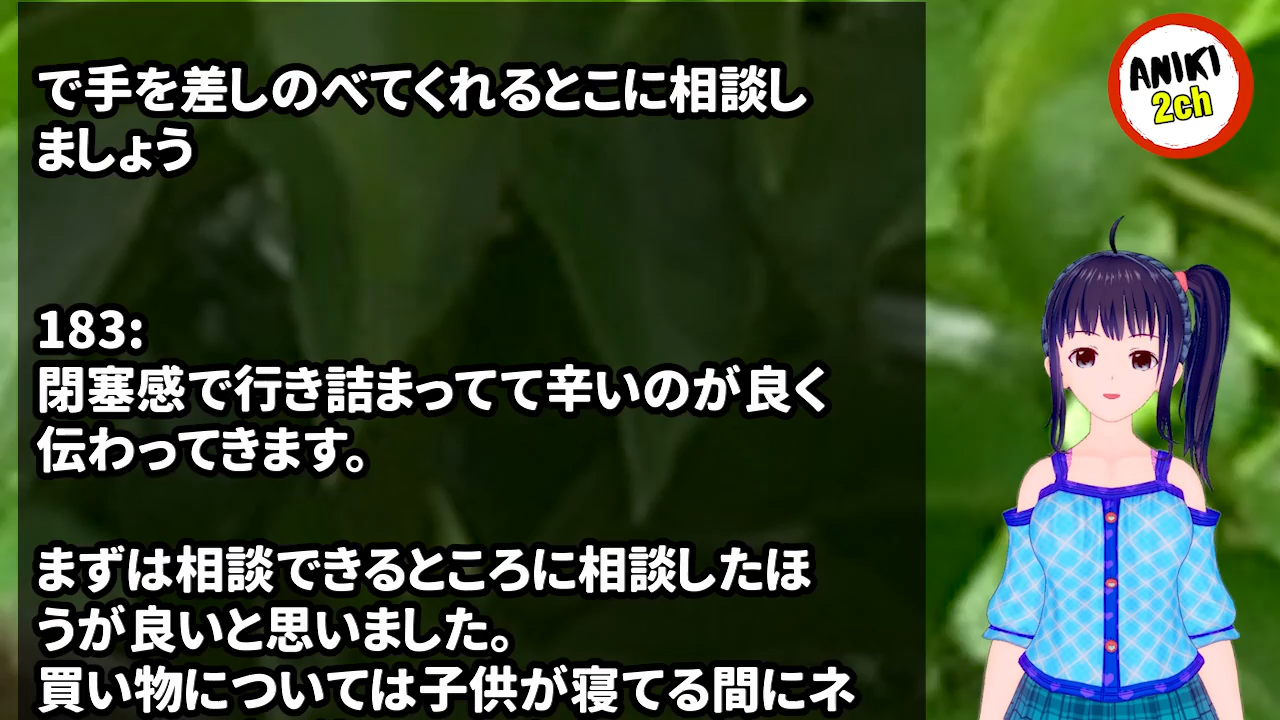 で手を差しのべてくれるとこに相談し
ましょう
183:
閉塞感で行き詰まってて辛いのが良く
伝わってきます。
まずは相談できるところに相談したほ
うが良いと思いました。
買い物については子供が寝てる間にネ
ANIKI
2ch